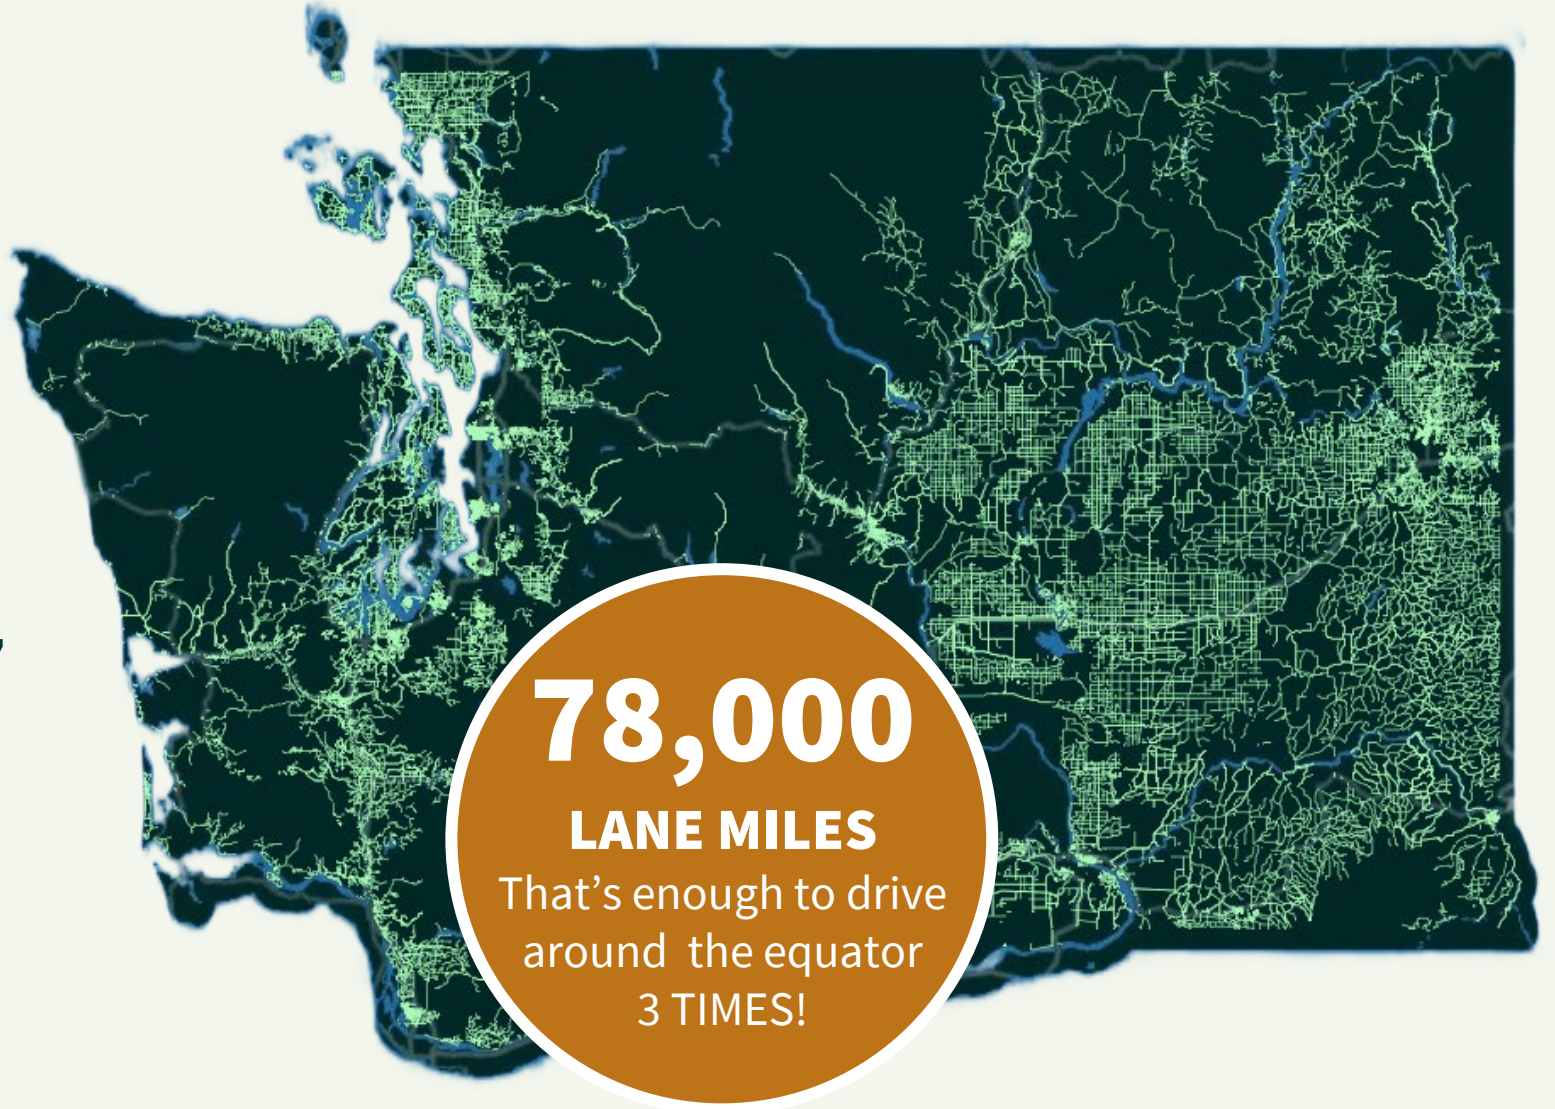 78,000
LANE MILES
That’s enough to drive
around the equator
3 TIMES!